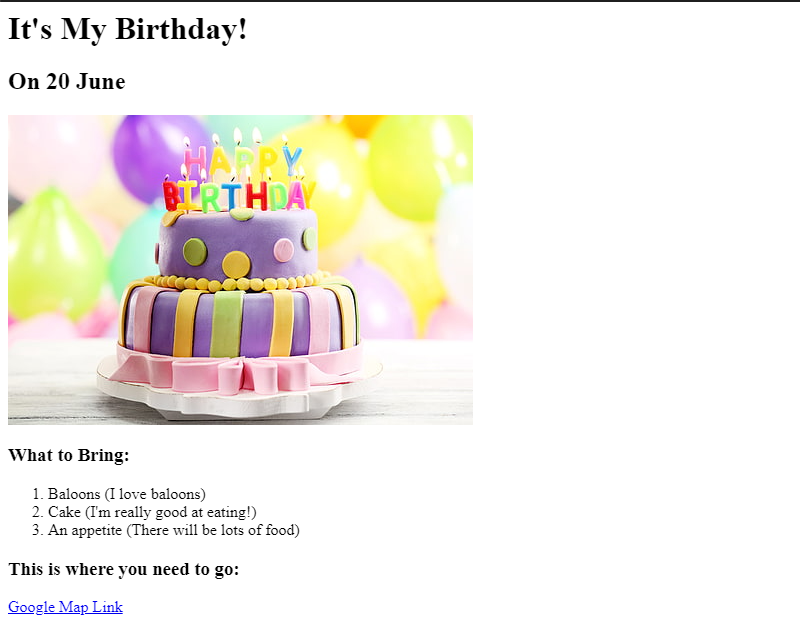 It's My Birthday!
On 20 June
HAPPY
BIRTHDAY
What to Bring:
1. Baloons (I love baloons)
2. Cake (I'm really good at eating!)
3. An appetite (There will be lots of food)
This is where you need to go:
Google Map Link